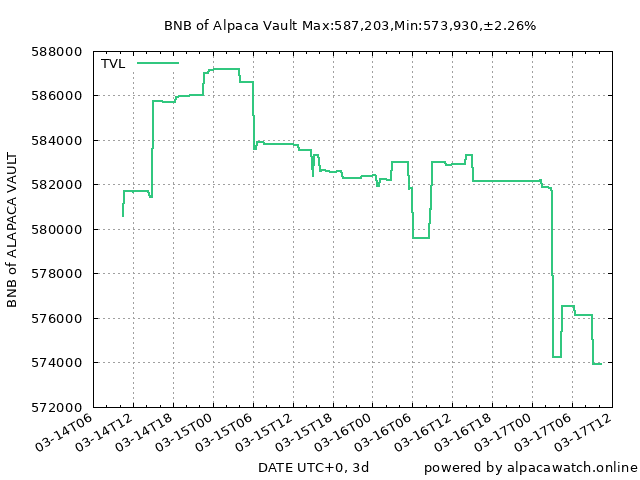 BNB of Alpaca Vault Max:587,203,Min:573,930,±2.26%
TVL
BNB of ALAPACA VAULT
588000
586000
584000
582000
580000
578000
576000
574000
572000
03-14T06
03-14T12
03-14T18
03-15T00
03-15T06
03-15T12
03-15T18
03-16T00
03-16T06
03-16T12
03-16T18
03-17T00
03-17T06
03-17T12
DATE UTC+0, 3d
powered by alpacawatch.online